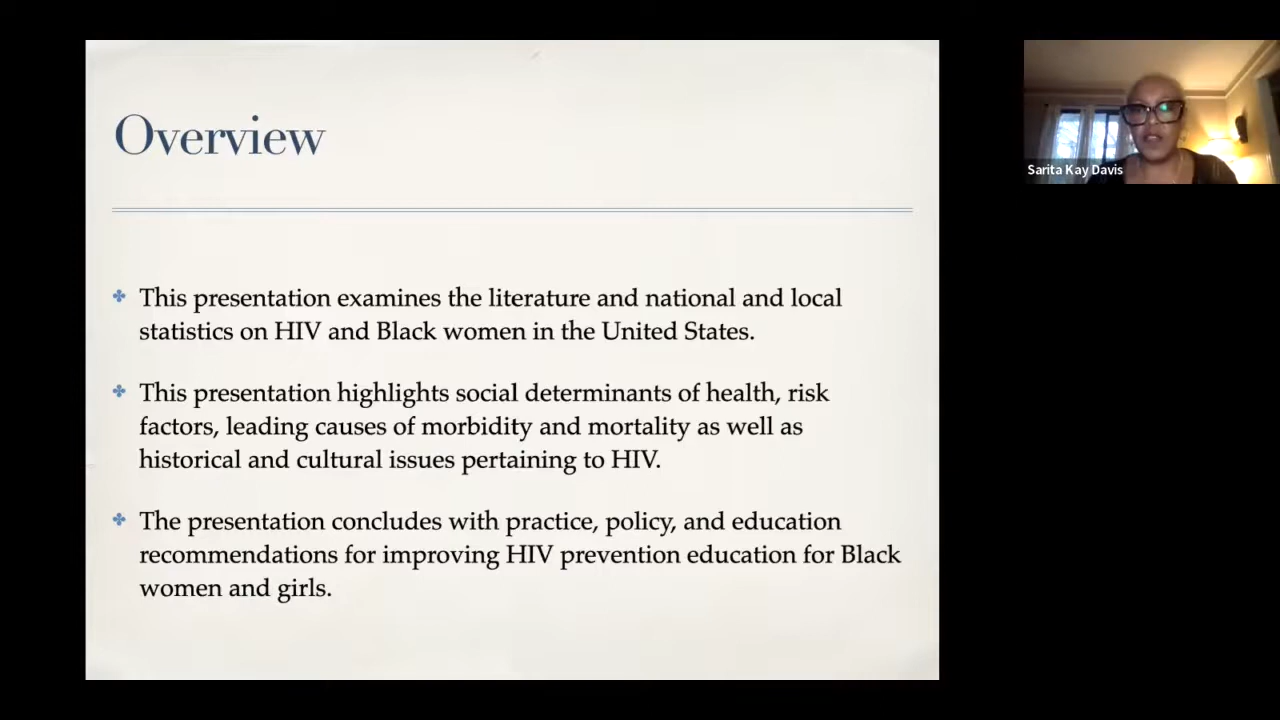 Overview
This presentation examines the literature and national and local
statistics on HIV and Black women in the United States.
This presentation highlights social determinants of health, risk
factors, leading causes of morbidity and mortality as well as
historical and cultural issues pertaining to HIV.
The presentation concludes with practice, policy, and education
recommendations for improving HIV prevention education for Black
women and girls.
Sarita Kay Davis